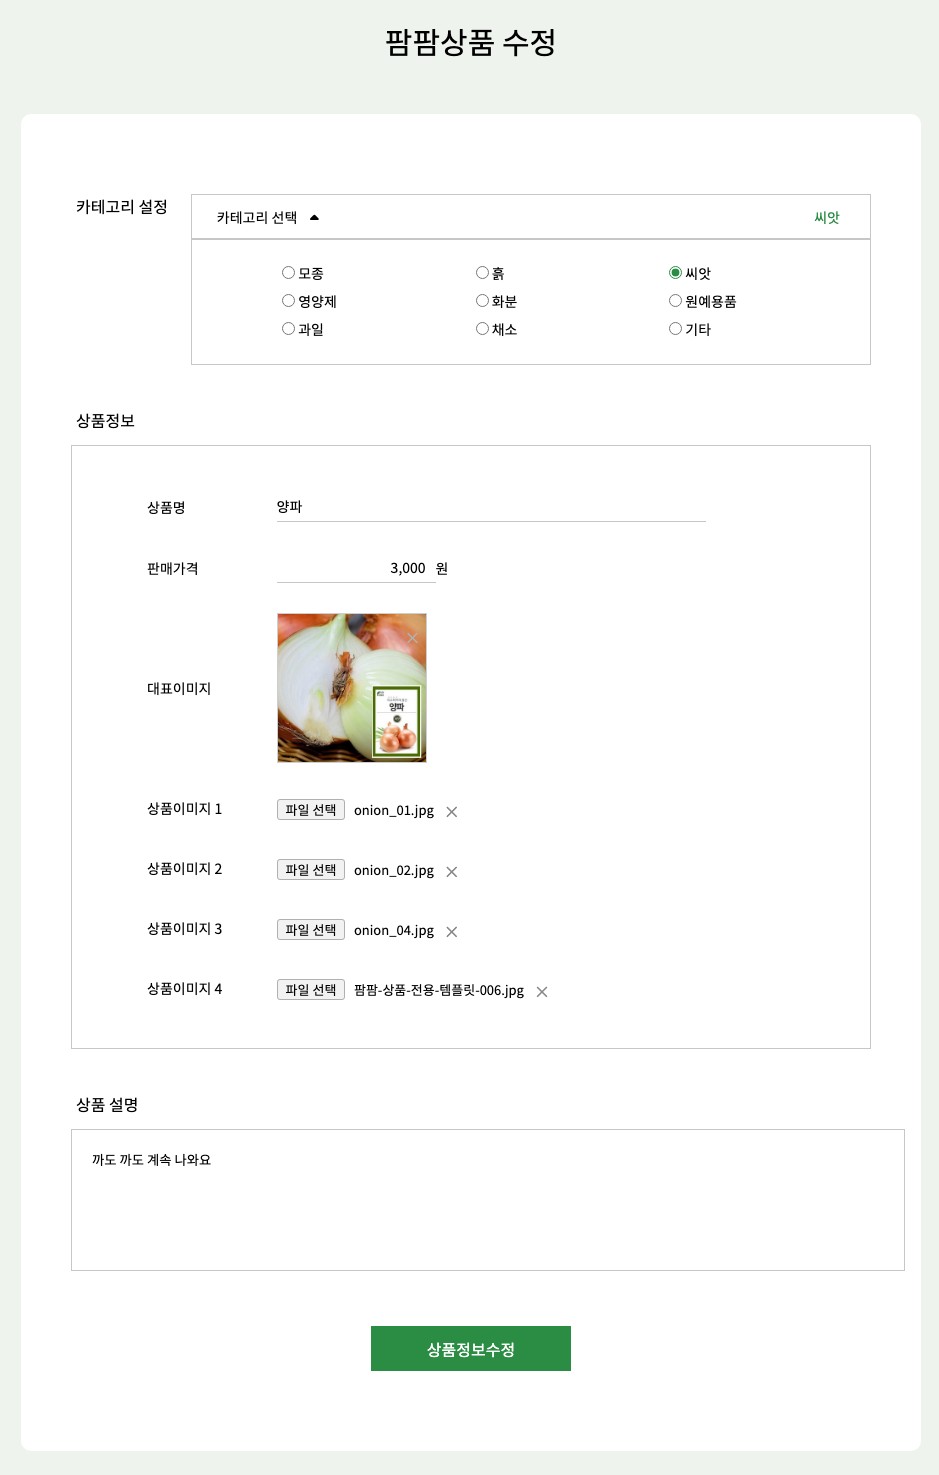 팜팜상품 수정
카테고리 설정
카테고리 선택 씨앗
모종 흙 씨앗
영양제 화분 원예용품
과일 채소 기타
상품정보
상품명 양파
판매가격 3,000 원
대표이미지
양파
상품이미지 1 파일 선택 onion_01.jpg
상품이미지 2 파일 선택 onion_02.jpg
상품이미지 3 파일 선택 onion_04.jpg
상품이미지 4 파일 선택 팜팜-상품-전용-템플릿-006.jpg
상품 설명
까도 까도 계속 나와요
상품정보수정